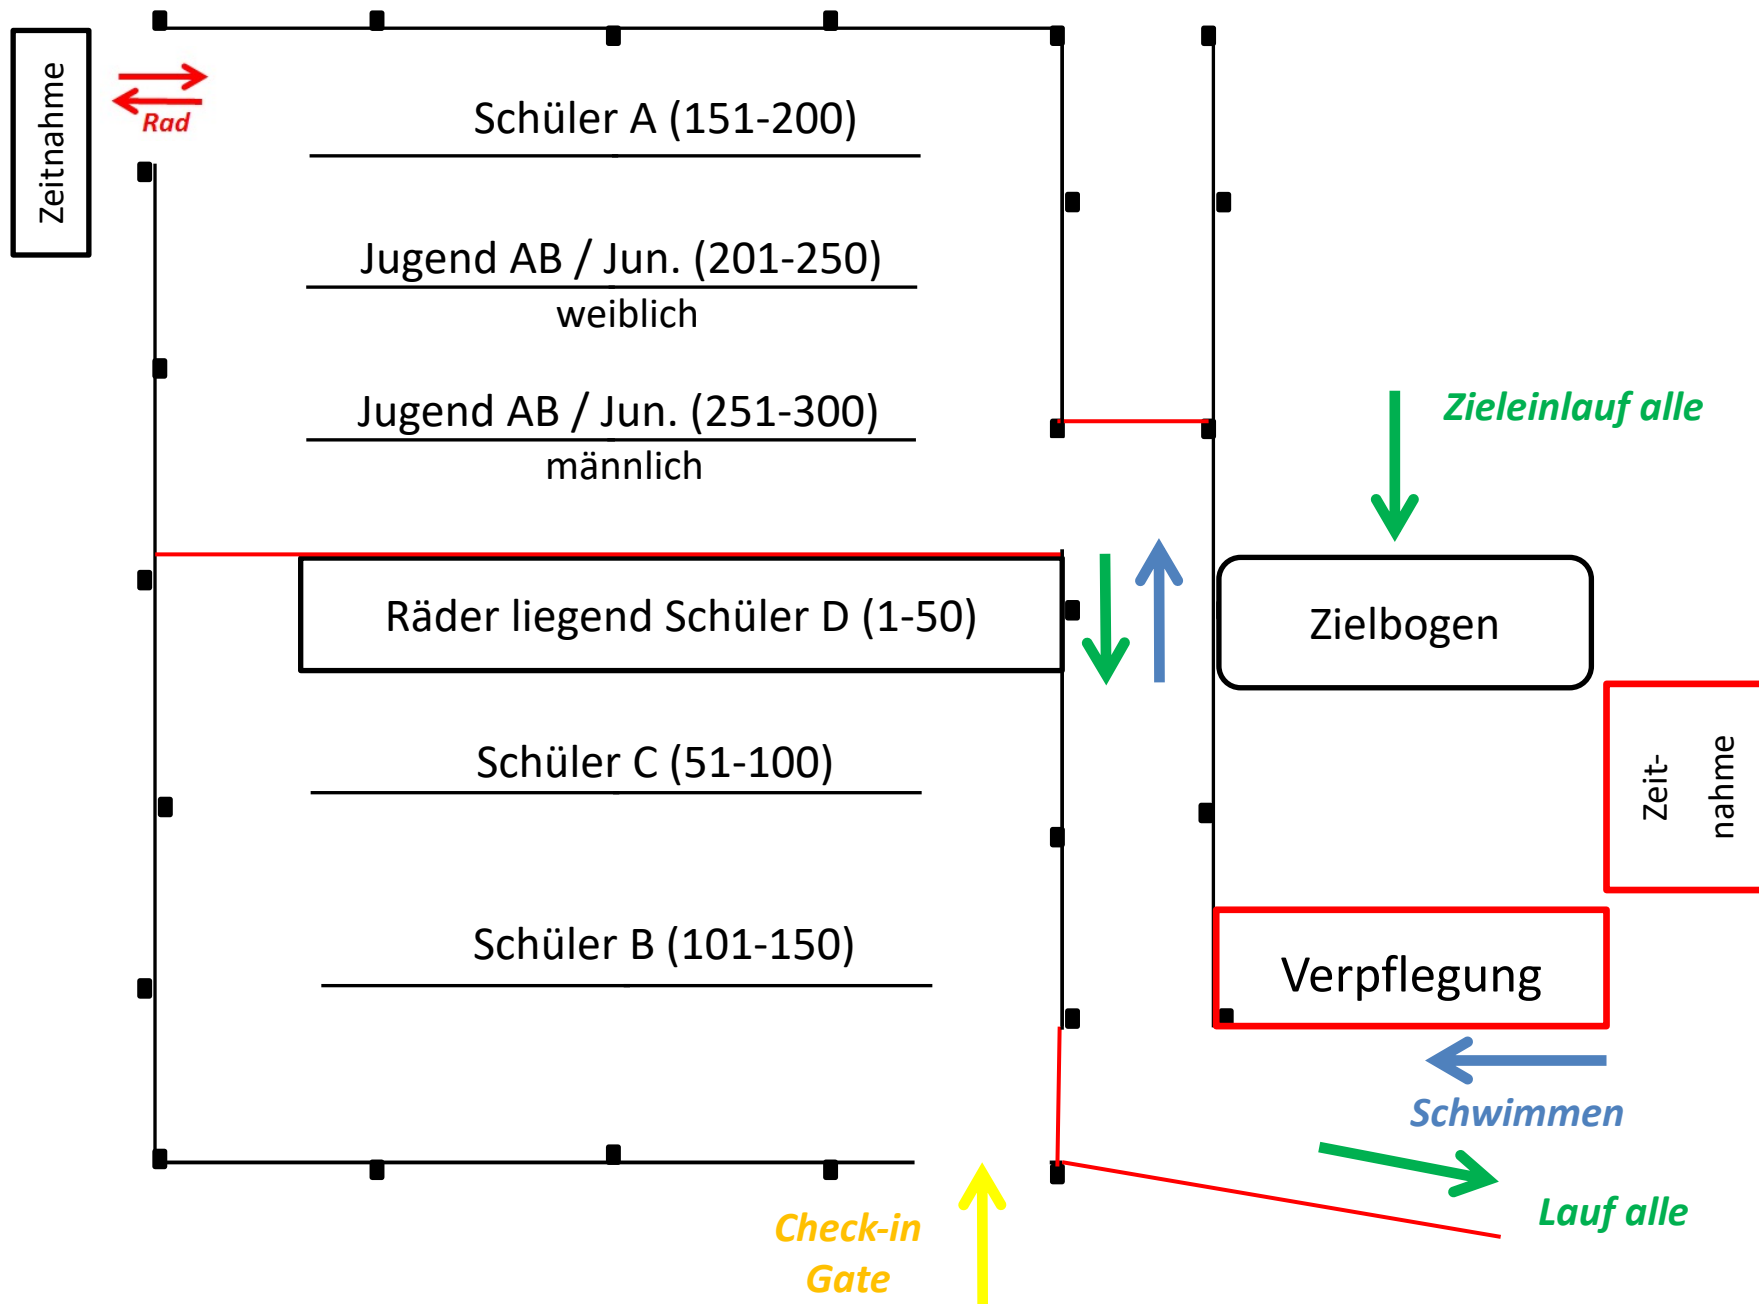 Zeitnahme
Rad
Schüler A (151-200)
Jugend AB / Jun. (201-250)
weiblich
Jugend AB / Jun. (251-300)
männlich
Zieleinlauf alle
Räder liegend Schüler D (1-50)
Zielbogen
Schüler C (51-100)
Zeit-
nahme
Schüler B (101-150)
Verpflegung
Schwimmen
Lauf alle
Check-in
Gate